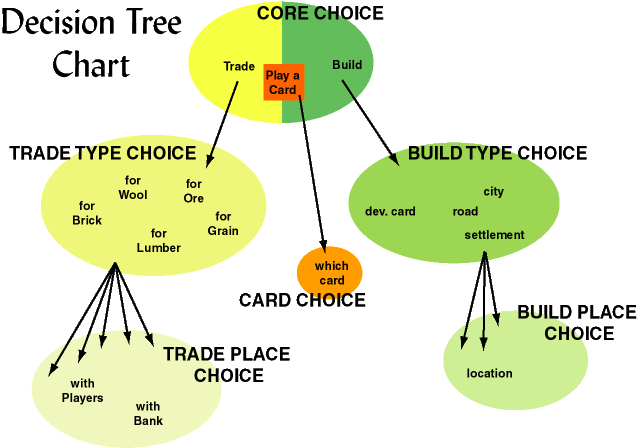 Decision Tree
Chart
CORE CHOICE
Trade
Play a
Card
Build
TRADE TYPE CHOICE
for
Wool
for
Ore
for
Brick
for
Grain
for
Lumber
BUILD TYPE CHOICE
city
dev. card
road
settlement
which
card
CARD CHOICE
TRADE PLACE
CHOICE
with
Players
with
Bank
BUILD PLACE
CHOICE
location